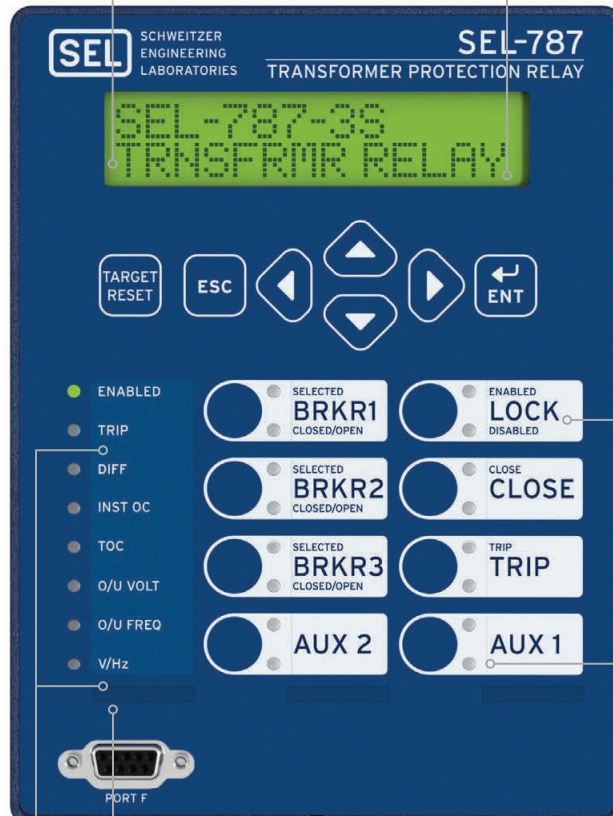 SEL
SCHWEITZER
ENGINEERING
LABORATORIES
SEL-787
TRANSFORMER PROTECTION RELAY
SEL-787-3S
TRNSFRMR RELAY
TARGET
RESET
ESC
ENT
ENABLED
TRIP
DIFF
INST OC
TOC
O/U VOLT
O/U FREQ
V/Hz
SELECTED
BRKR1
CLOSED/OPEN
ENABLED
LOCK
DISABLED
SELECTED
BRKR2
CLOSED/OPEN
CLOSE
CLOSE
SELECTED
BRKR3
CLOSED/OPEN
TRIP
TRIP
AUX 2
AUX 1
PORT F